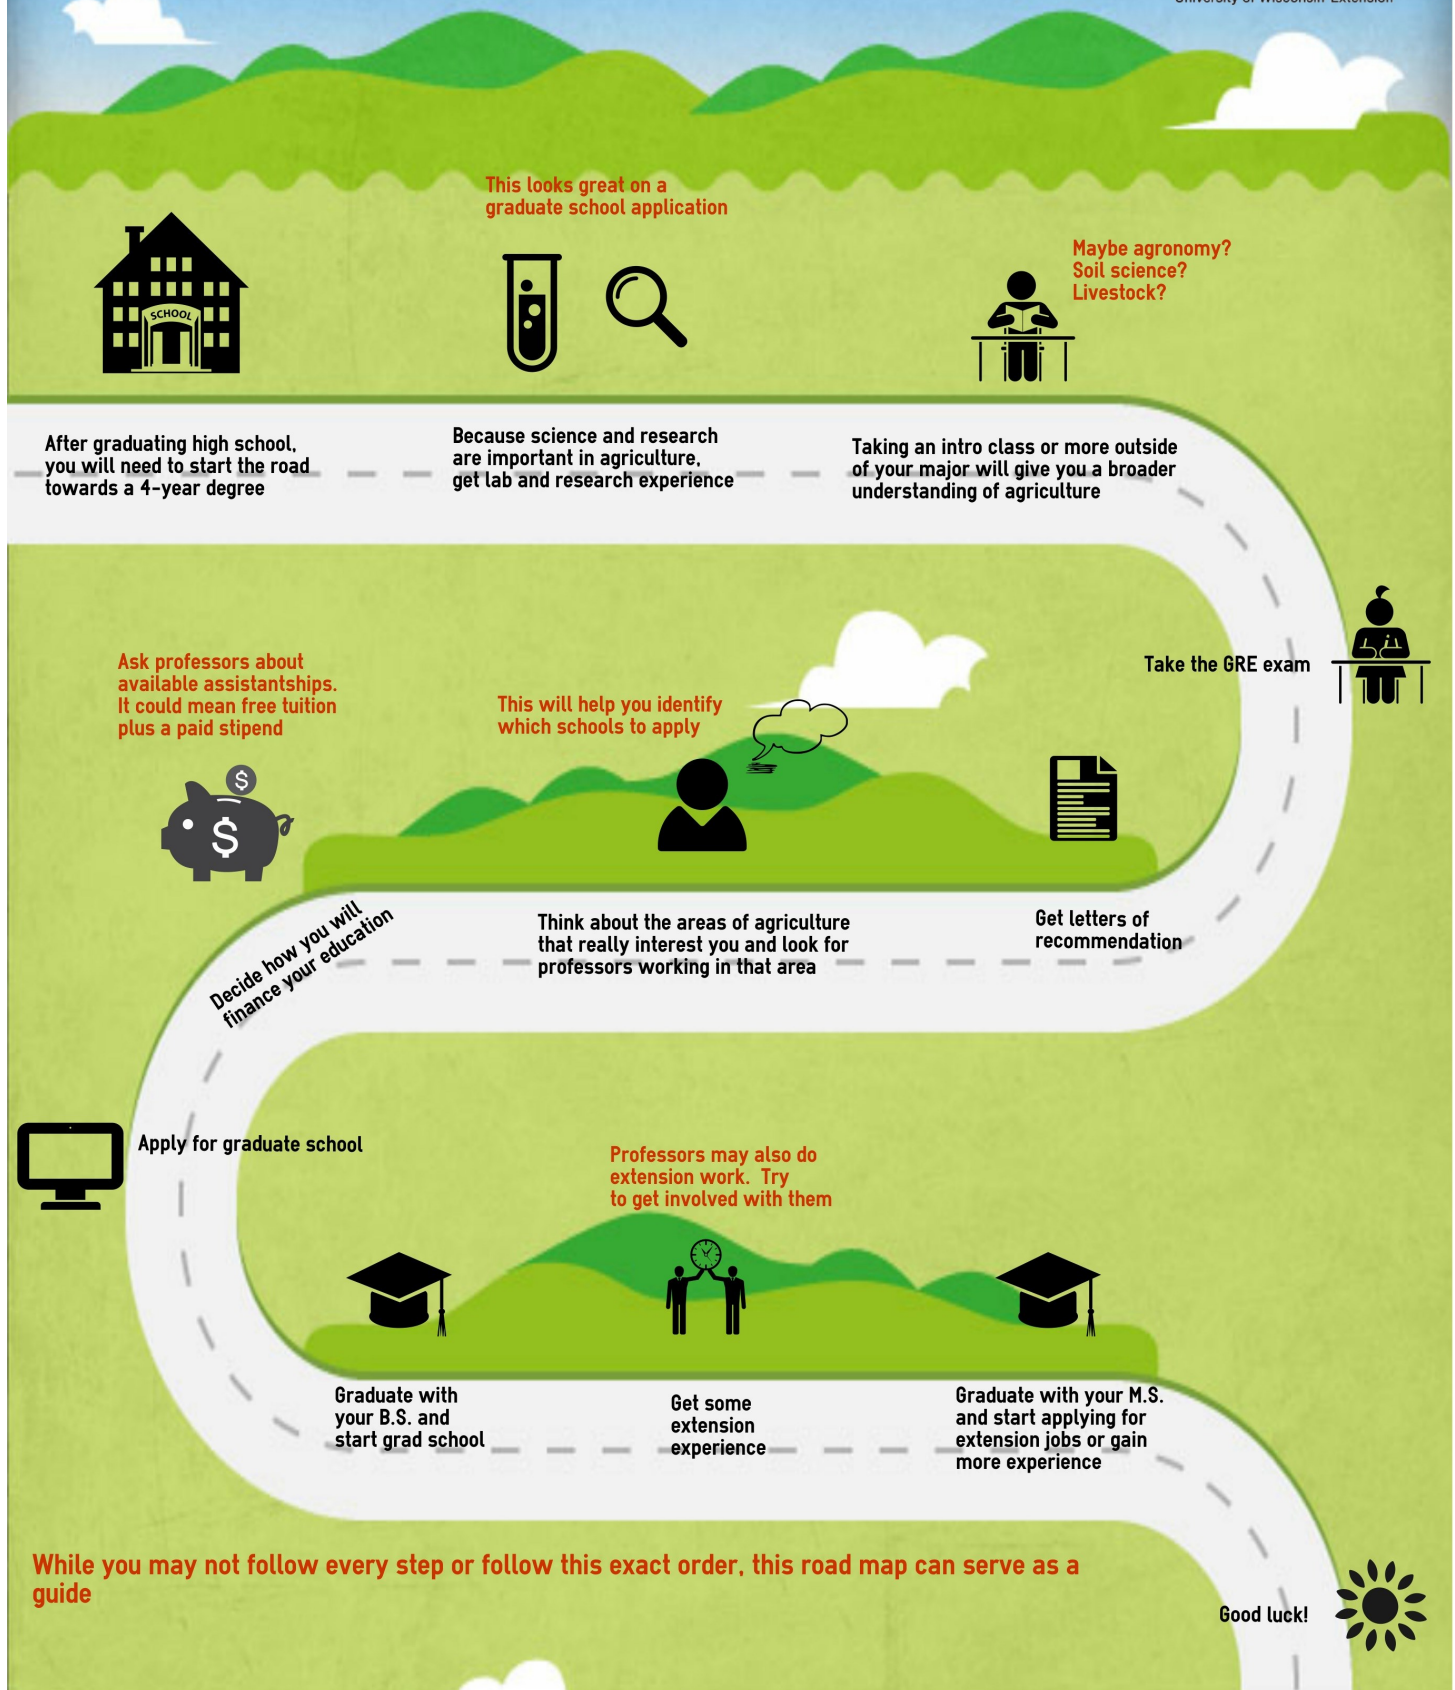 University of Wisconsin-Extension
This looks great on a
graduate school application
Maybe agronomy?
Soil science?
Livestock?
SCHOOL
After graduating high school,
you will need to start the road
towards a 4-year degree
Because science and research
are important in agriculture,
get lab and research experience
Taking an intro class or more outside
of your major will give you a broader
understanding of agriculture
Take the GRE exam
Get letters of
recommendation
This will help you identify
which schools to apply
Think about the areas of agriculture
that really interest you and look for
professors working in that area
Ask professors about
available assistantships.
It could mean free tuition
plus a paid stipend
$
$
Decide how you will
finance your education
Apply for graduate school
Graduate with
your B.S. and
start grad school
Professors may also do
extension work. Try
to get involved with them
Get some
extension
experience
Graduate with your M.S.
and start applying for
extension jobs or gain
more experience
While you may not follow every step or follow this exact order, this road map can serve as a
guide
Good luck!